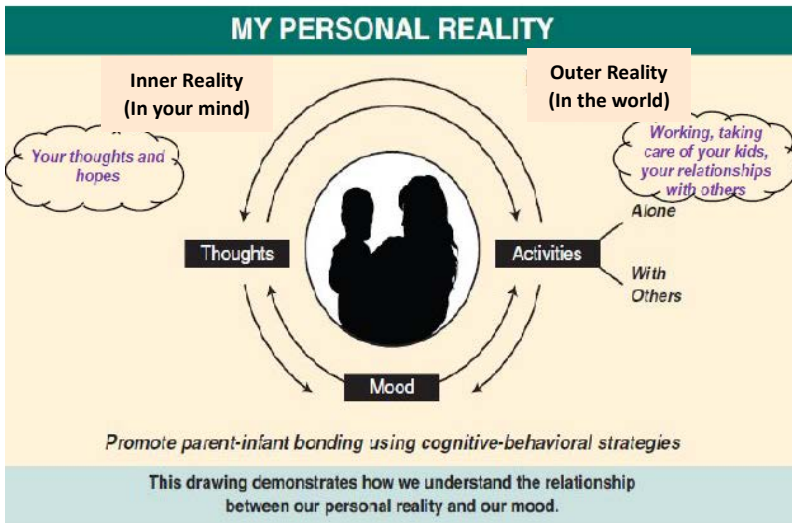 MY PERSONAL REALITY
Inner Reality
(In your mind)
Outer Reality
(In the world)
Your thoughts and
hopes
Working, taking
care of your kids,
your relationships
with others
Alone
Thoughts
Activities
With
Others
Mood
Promote parent-infant bonding using cognitive-behavioral strategies
This drawing demonstrates how we understand the relationship
between our personal reality and our mood.